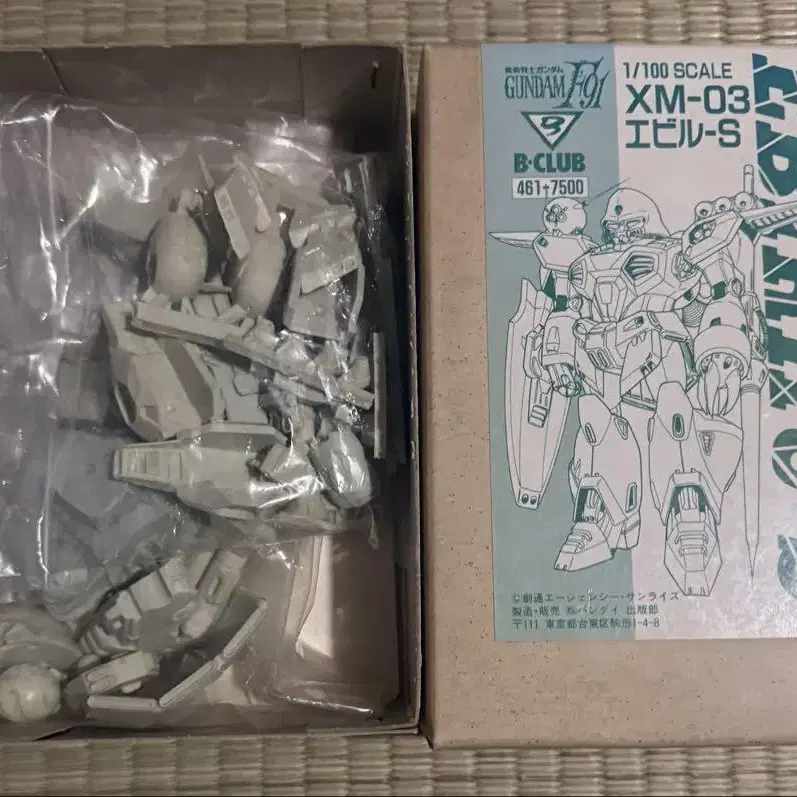 機動戦士ガンダム
GUNDAM F91
B-CLUB
461-7500
1/100 SCALE
XM-03
エビル-S
©創通エージェンシー・サンライズ
製造・販売 ㈱バンダイ 出版部
〒111 東京都台東区駒形1-4-8